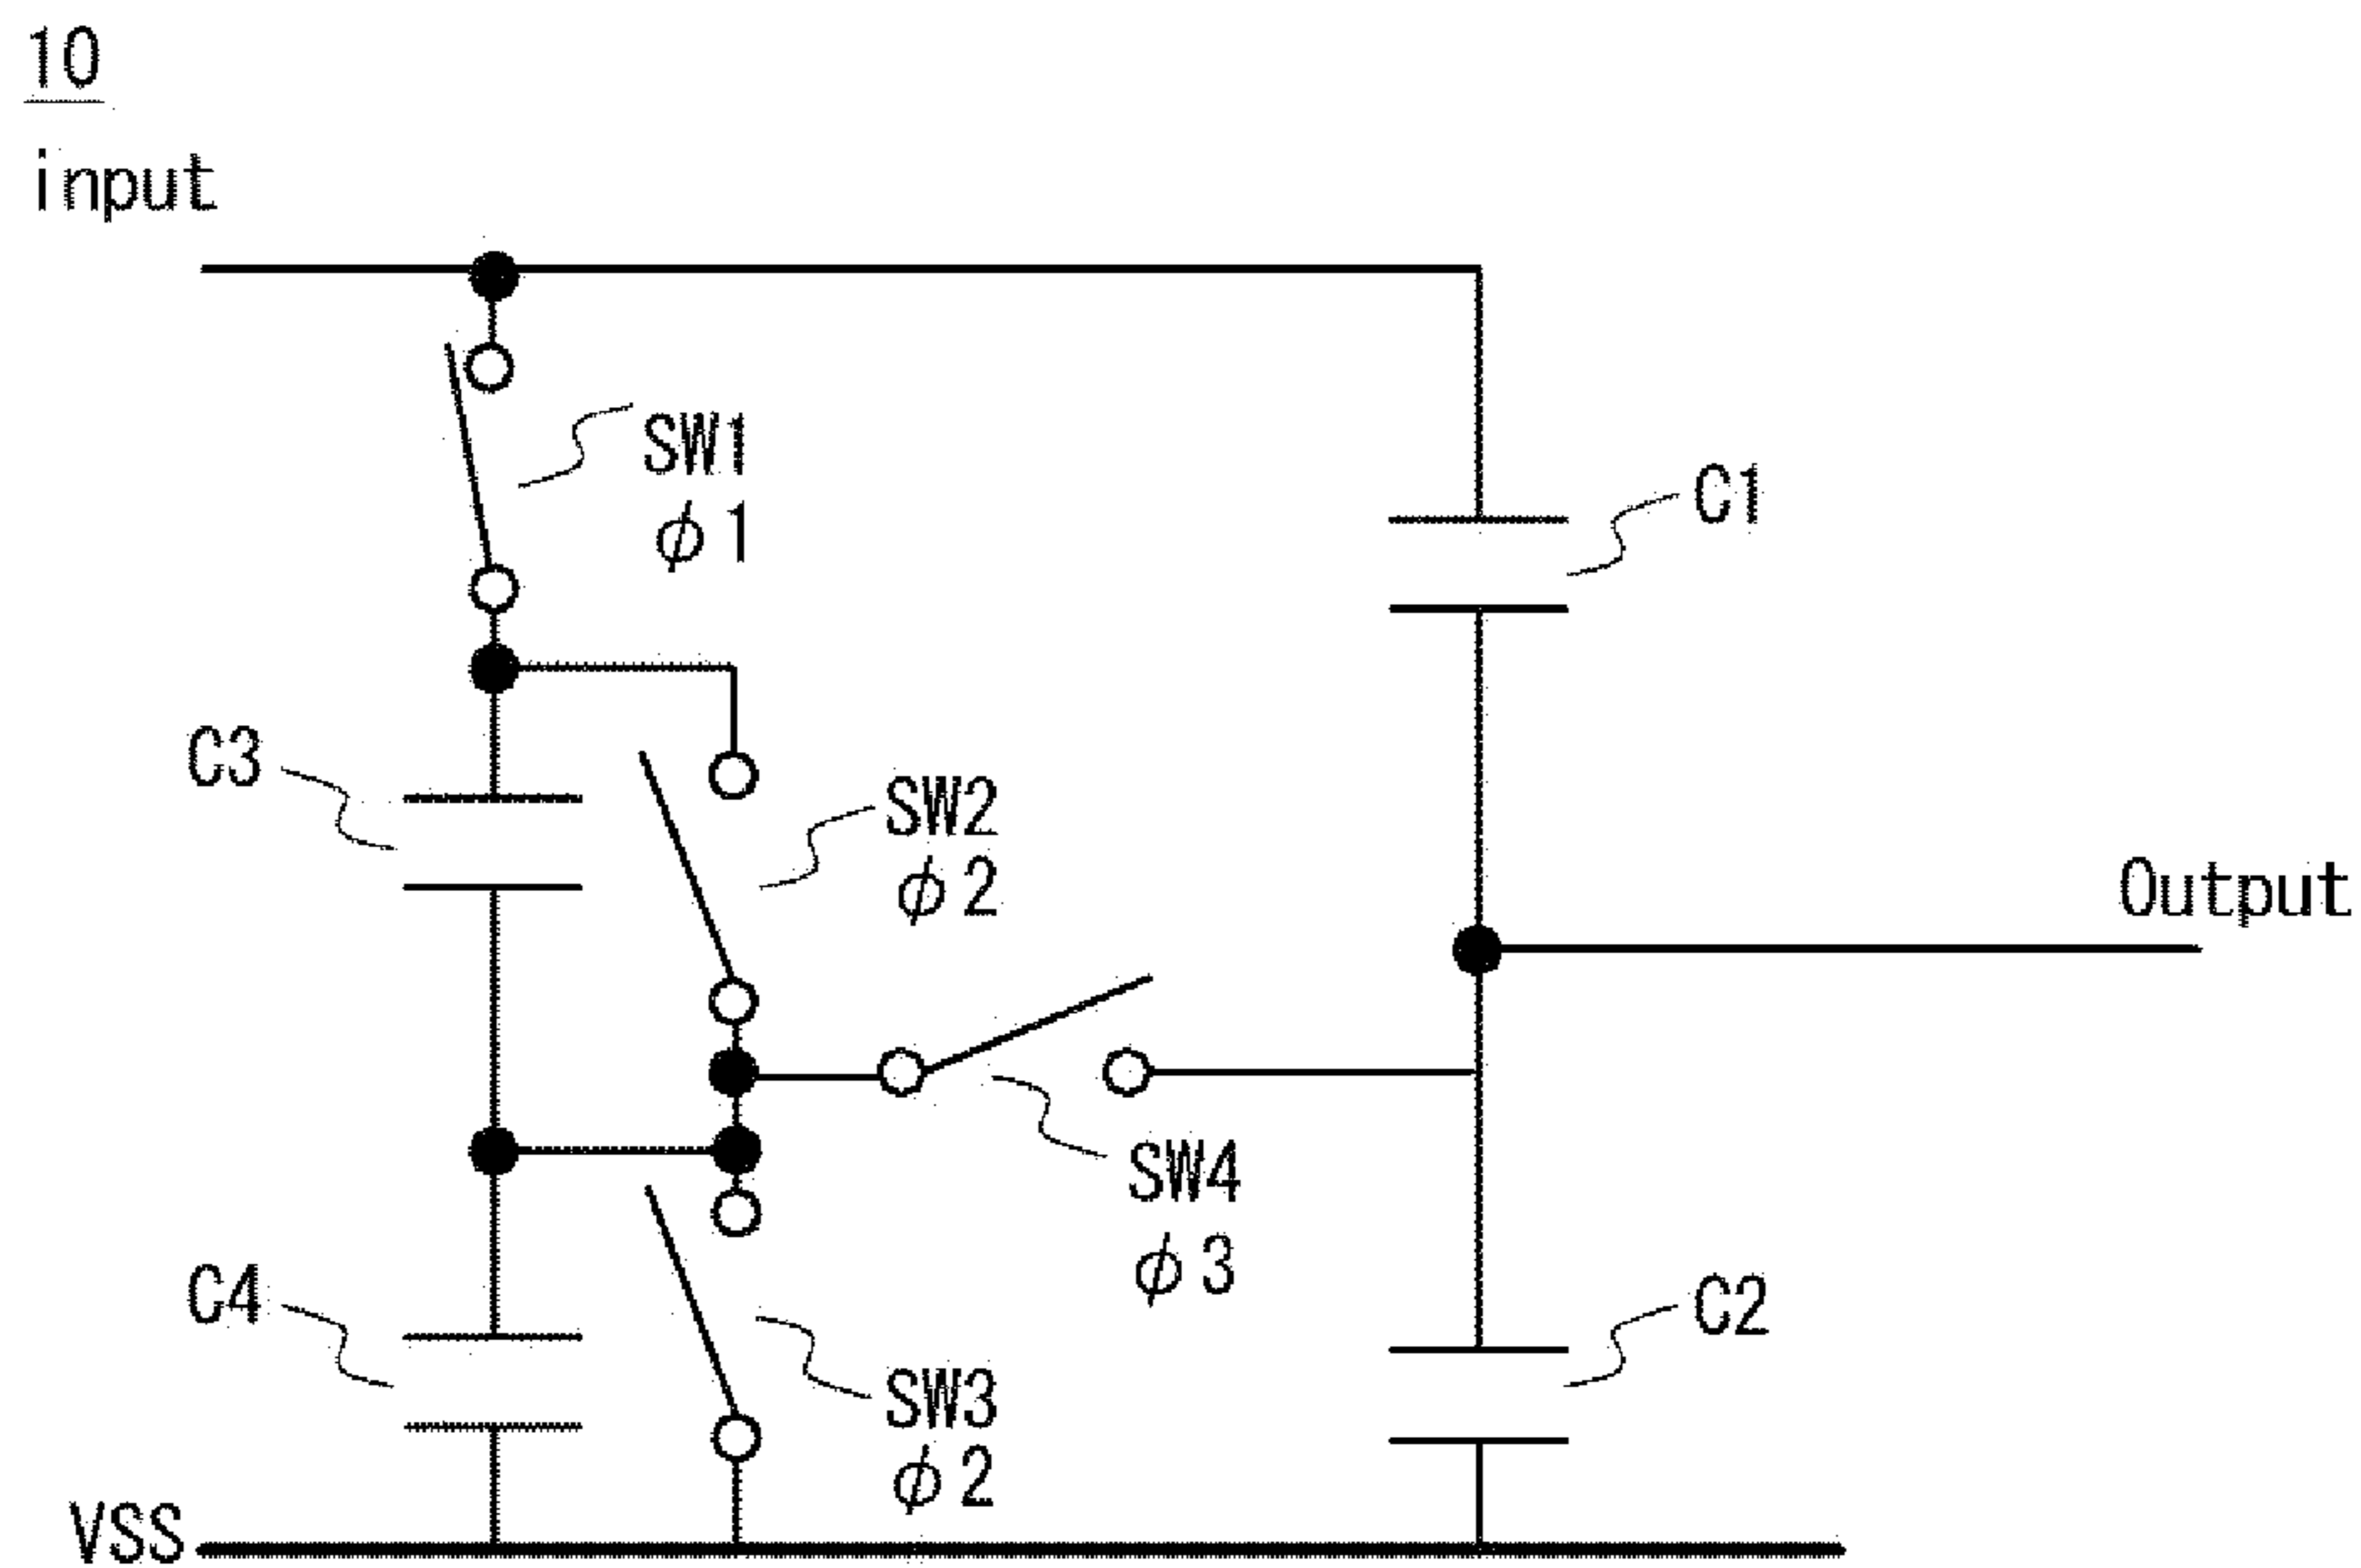 10
input
SW1
φ1
C1
C3
SW2
φ2
Output
SW4
φ3
C4
C2
SW3
φ2
VSS